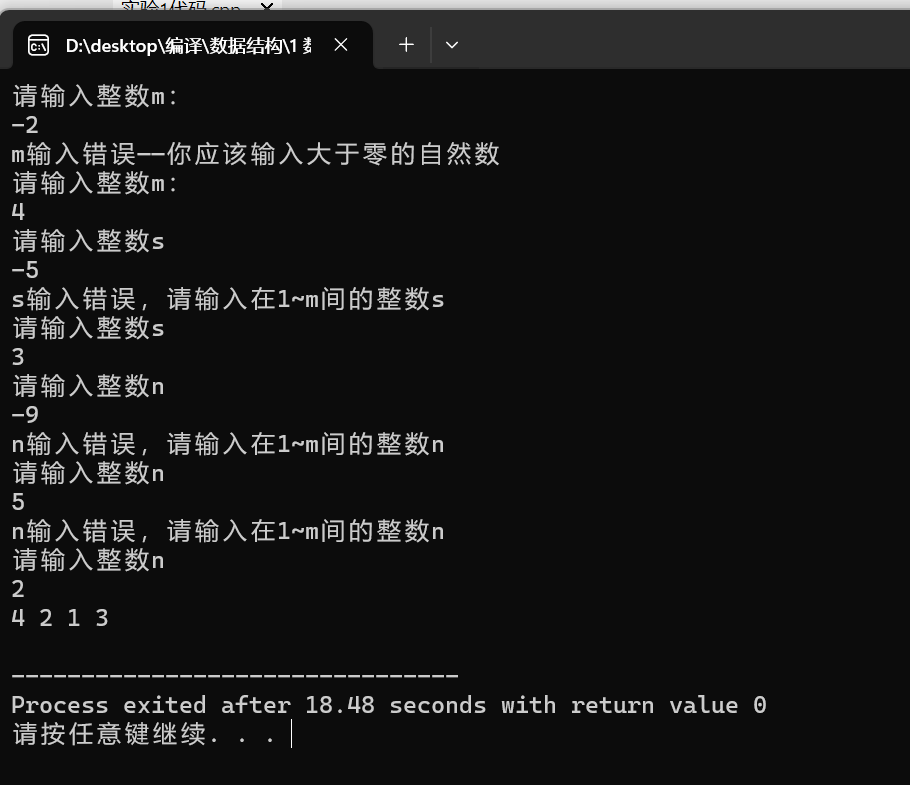 D:\desktop\编译\数据结构\1
请输入整数m:
-2
m输入错误--你应该输入大于零的自然数
请输入整数m:
4
请输入整数s
-5
s输入错误, 请输入在1~m间的整数s
请输入整数s
3
请输入整数n
-9
n输入错误, 请输入在1~m间的整数n
请输入整数n
5
n输入错误, 请输入在1~m间的整数n
请输入整数n
2
4 2 1 3
--------------------------------
Process exited after 18.48 seconds with return value 0
请按任意键继续. . .